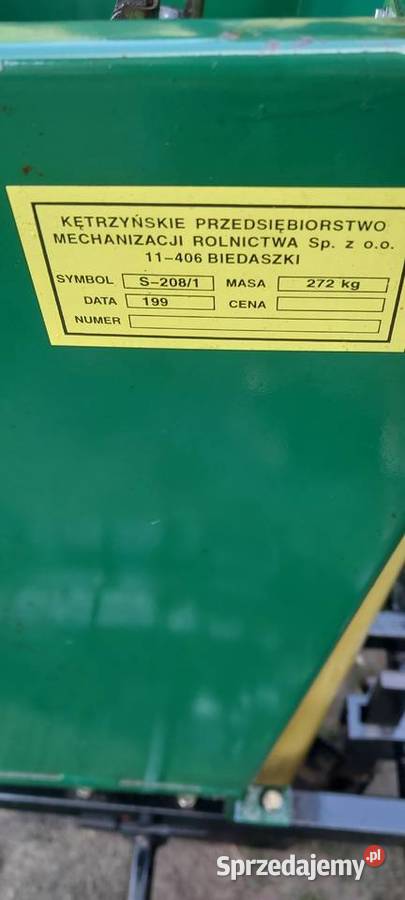 KĘTRZYŃSKIE PRZEDSIĘBIORSTWO
MECHANIZACJI ROLNICTWA Sp. z o.o.
11-406 BIEDASZKI
SYMBOL S-208/1 MASA 272 kg
DATA 199 CENA
NUMER
Sprzedajemy.pl